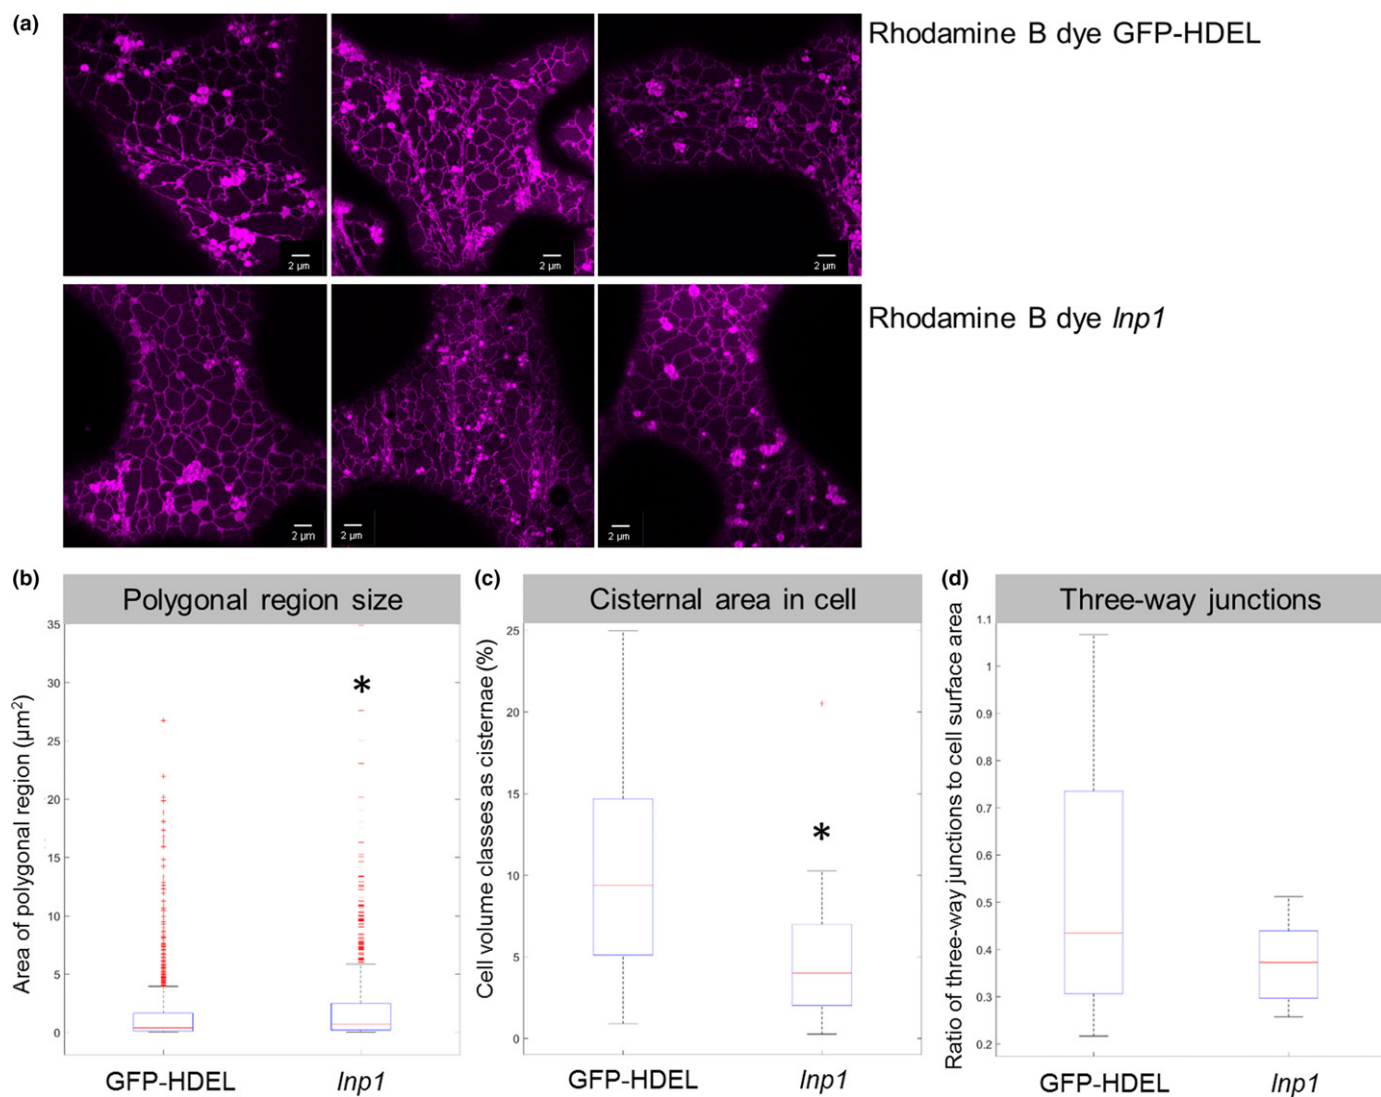 (a)
Rhodamine B dye GFP-HDEL
2 µm
2 µm
2 µm
Rhodamine B dye lnp1
2 µm
2 µm
2 µm
(b)
Polygonal region size
Area of polygonal region (µm²)
35
30
25
20
15
10
5
0
*
GFP-HDEL
lnp1
(c)
Cisternal area in cell
Cell volume classes as cisternae (%)
25
20
15
10
5
0
*
GFP-HDEL
lnp1
(d)
Three-way junctions
Ratio of three-way junctions to cell surface area
1.1
1
0.9
0.8
0.7
0.6
0.5
0.4
0.3
0.2
GFP-HDEL
lnp1